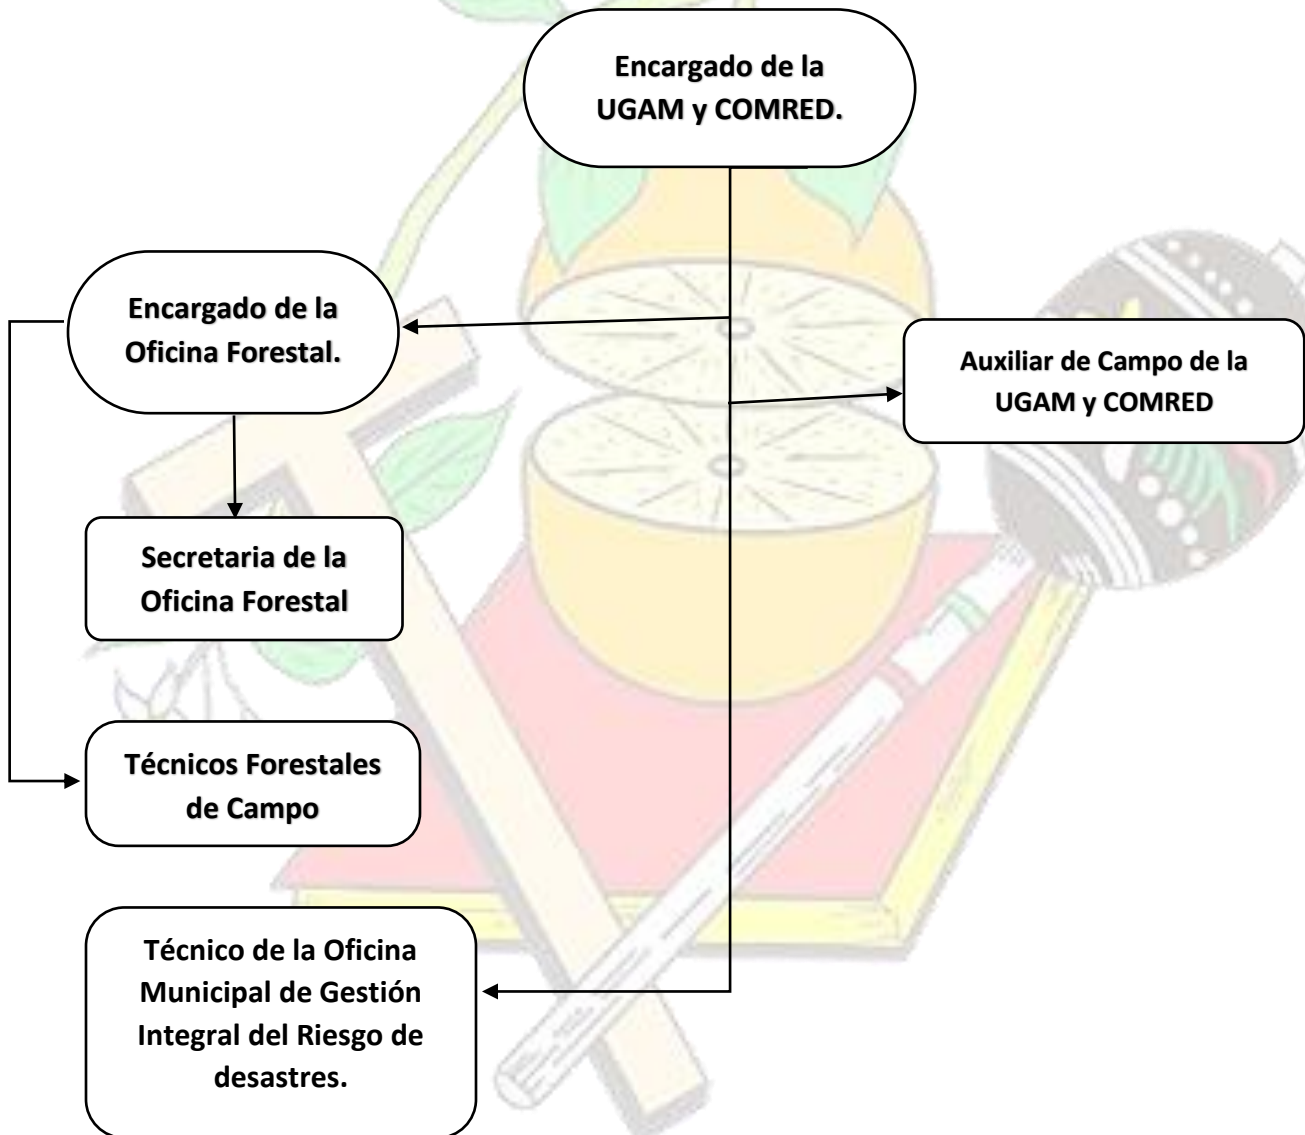 Encargado de la
UGAM y COMRED.
Encargado de la
Oficina Forestal.
Auxiliar de Campo de la
UGAM y COMRED
Secretaria de la
Oficina Forestal
Técnicos Forestales
de Campo
Técnico de la Oficina
Municipal de Gestión
Integral del Riesgo de
desastres.